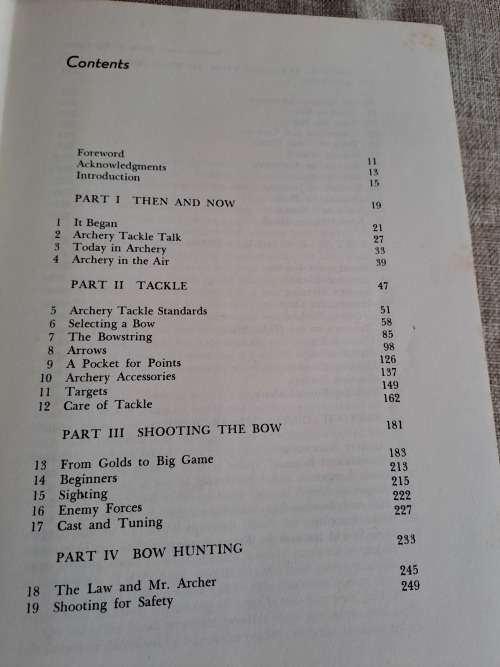 Contents
Foreword 11
Acknowledgments 13
Introduction 15
PART I THEN AND NOW 19
1 It Began 21
2 Archery Tackle Talk 27
3 Today in Archery 33
4 Archery in the Air 39
PART II TACKLE 47
5 Archery Tackle Standards 51
6 Selecting a Bow 58
7 The Bowstring 85
8 Arrows 98
9 A Pocket for Points 126
10 Archery Accessories 137
11 Targets 149
12 Care of Tackle 162
PART III SHOOTING THE BOW 181
13 From Golds to Big Game 183
14 Beginners 213
15 Sighting 215
16 Enemy Forces 222
17 Cast and Tuning 227
PART IV BOW HUNTING 233
18 The Law and Mr. Archer 245
19 Shooting for Safety 249